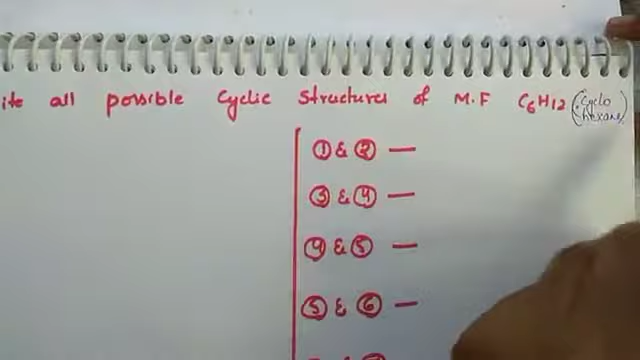 ite all possible Cyclic Structures of M.F C6H12 (Cyclo hexane)
① & ② —
③ & ④ —
④ & ⑤ —
⑤ & ⑥ —